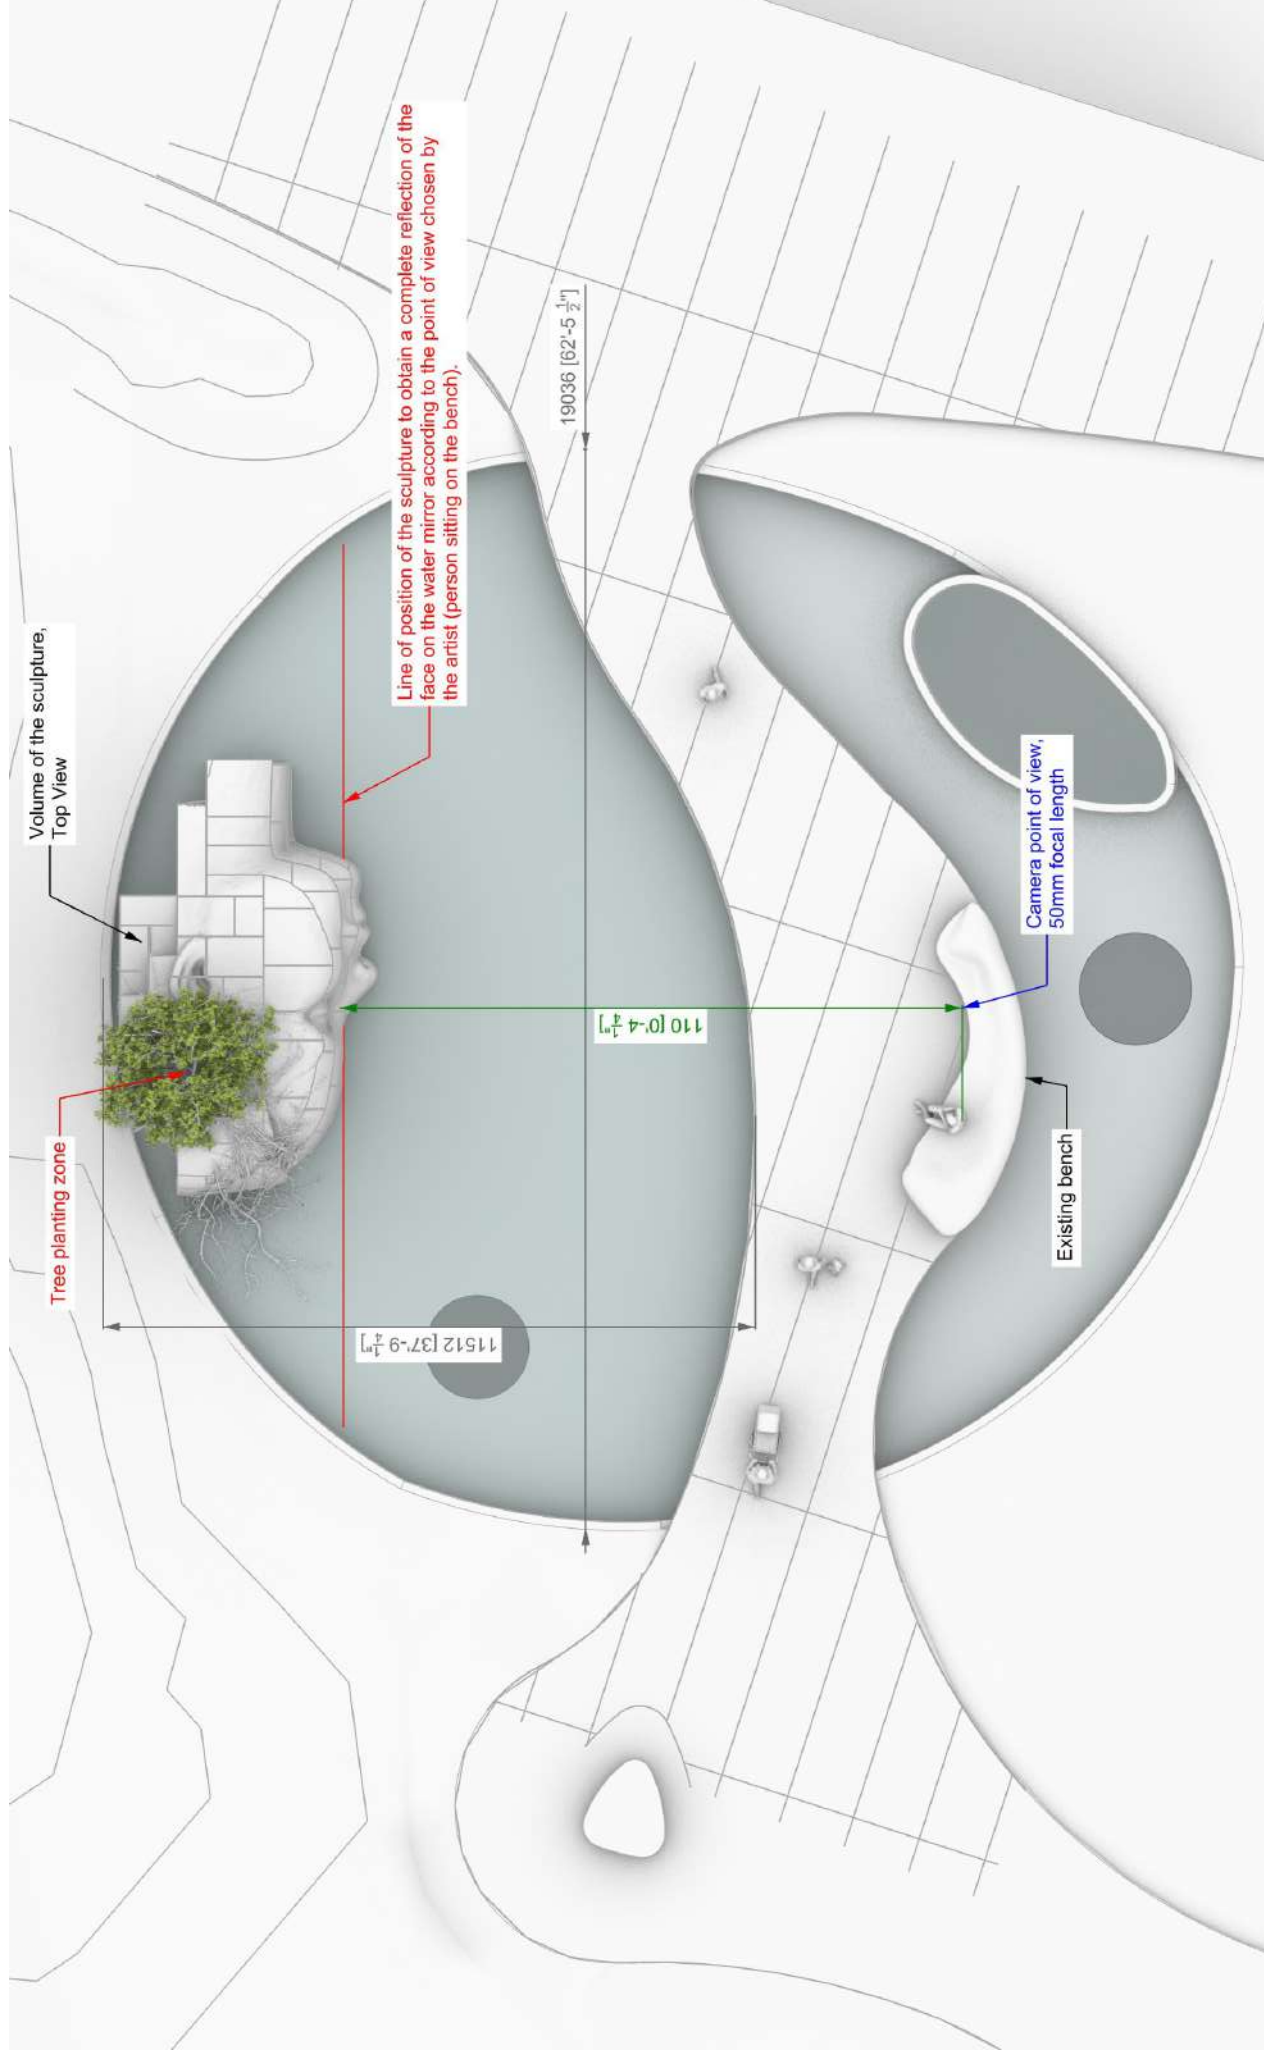 Tree planting zone
Volume of the sculpture,
Top View
Line of position of the sculpture to obtain a complete reflection of the
face on the water mirror according to the point of view chosen by
the artist (person sitting on the bench).
19036 [62'-5 1/2"]
11512 [37'-9 1/4"]
110 [0'-4 1/4"]
Camera point of view,
50mm focal length
Existing bench